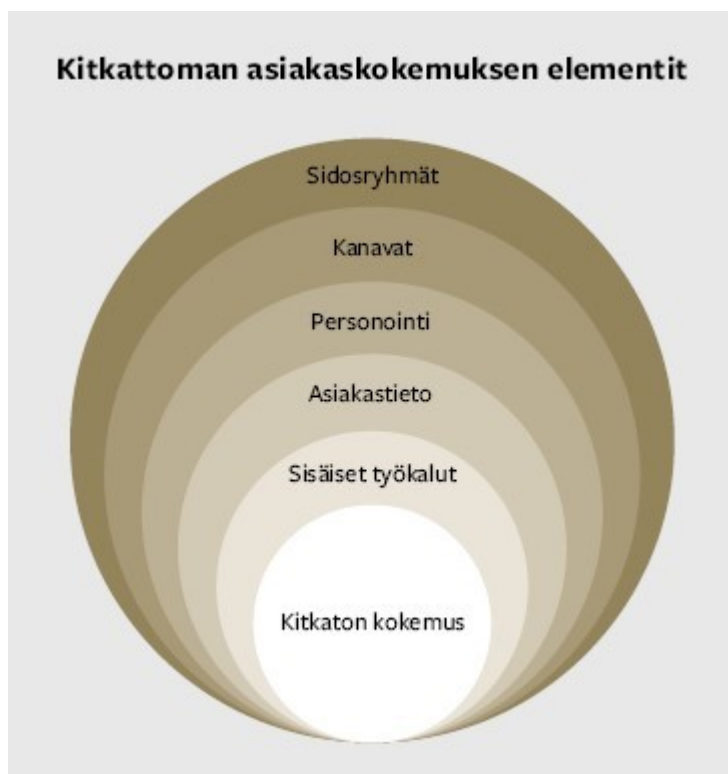 Kitkattoman asiakaskokemuksen elementit
Sidosryhmät
Kanavat
Personointi
Asiakastieto
Sisäiset työkalut
Kitkaton kokemus